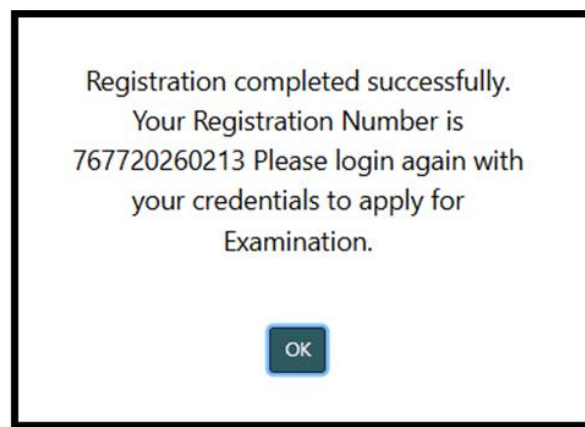 Registration completed successfully.
Your Registration Number is
767720260213 Please login again with
your credentials to apply for
Examination.
OK